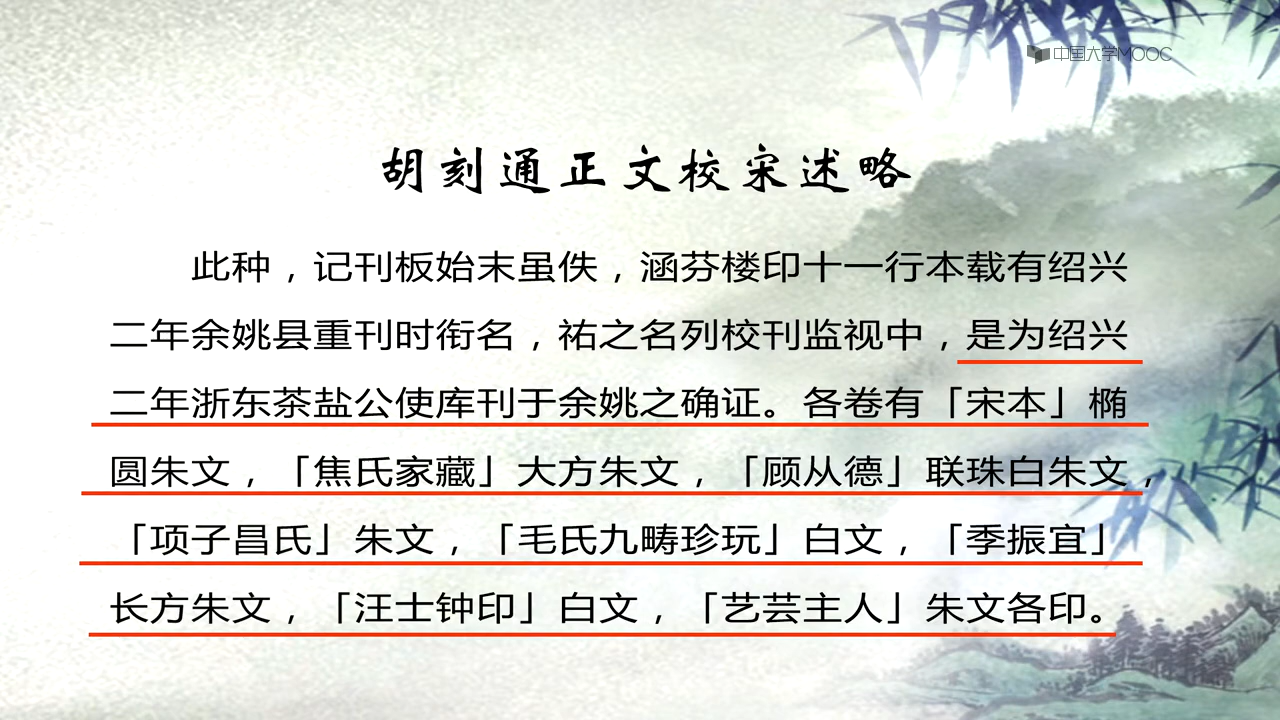 中国大学MOOC
胡刻通正文校宋述略
此种，记刊板始末虽佚，涵芬楼印十一行本载有绍兴
二年余姚县重刊时衔名，祐之名列校刊监视中，是为绍兴
二年浙东茶盐公使库刊于余姚之确证。各卷有「宋本」椭
圆朱文，「焦氏家藏」大方朱文，「顾从德」联珠白朱文，
「项子昌氏」朱文，「毛氏九畴珍玩」白文，「季振宜」
长方朱文，「汪士钟印」白文，「艺芸主人」朱文各印。